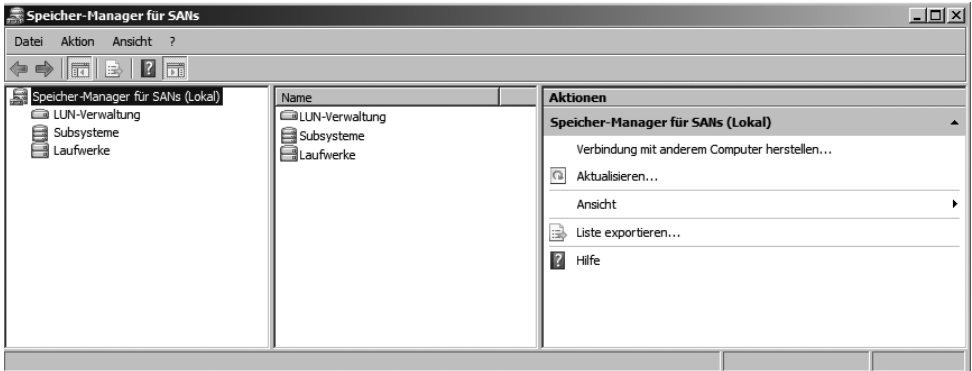 Speicher-Manager für SANs
Datei Aktion Ansicht ?
Speicher-Manager für SANs (Lokal)
LUN-Verwaltung
Subsysteme
Laufwerke
Name
LUN-Verwaltung
Subsysteme
Laufwerke
Aktionen
Speicher-Manager für SANs (Lokal)
Verbindung mit anderem Computer herstellen...
Aktualisieren...
Ansicht
Liste exportieren...
Hilfe